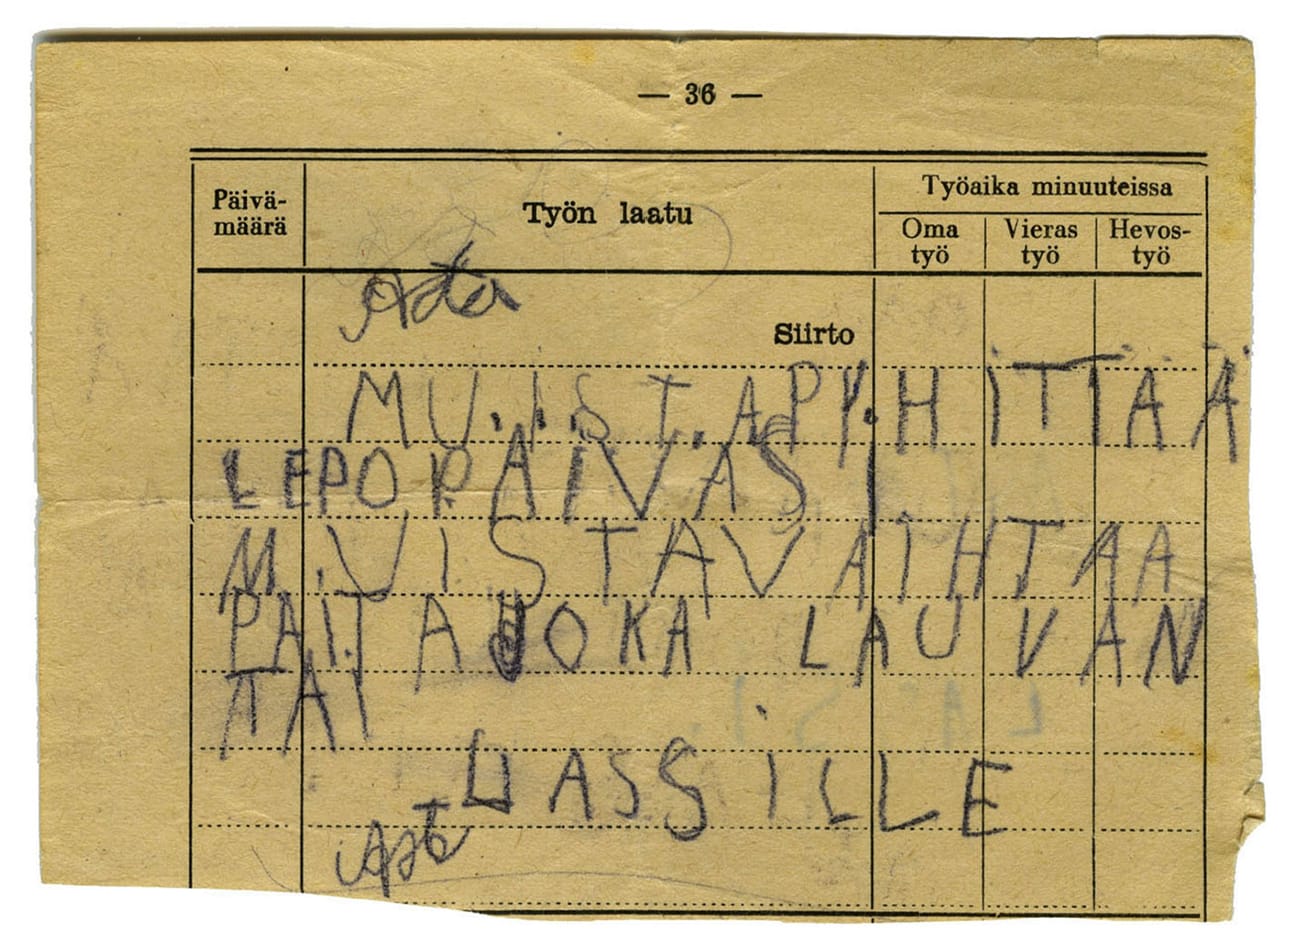 — 36 —
Päivä- määrä
Työn laatu
Työaika minuuteissa
Oma työ
Vieras työ
Hevos- työ
Siirto
MUISTA PYHITTÄÄ
LEPOPÄIVÄSI
MUISTA VAIHTAA
PAITA JOKA LAUVAN
TAI
LASSILLE